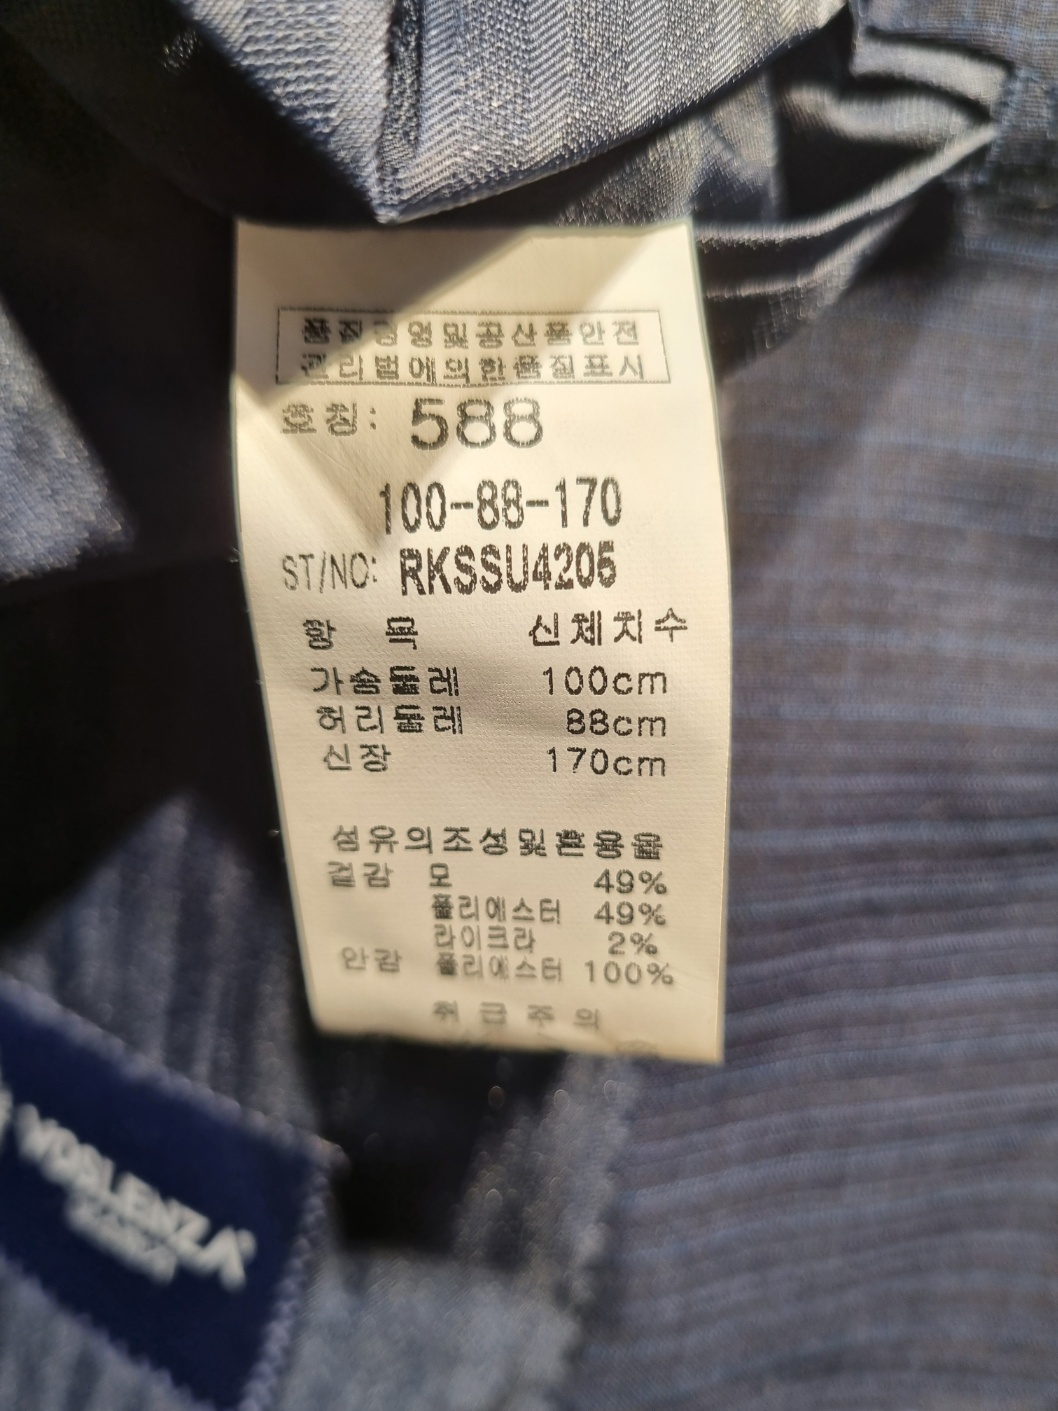 품질경영및공산품안전
관리법에의한품질표시
호칭: 588
100-88-170
ST/NO: RKSSU4205
항 목 신체치수
가슴둘레 100cm
허리둘레 88cm
신장 170cm
섬유의조성및혼용율
겉감 모 49%
폴리에스터 49%
라이크라 2%
안감 폴리에스터 100%
취급주의